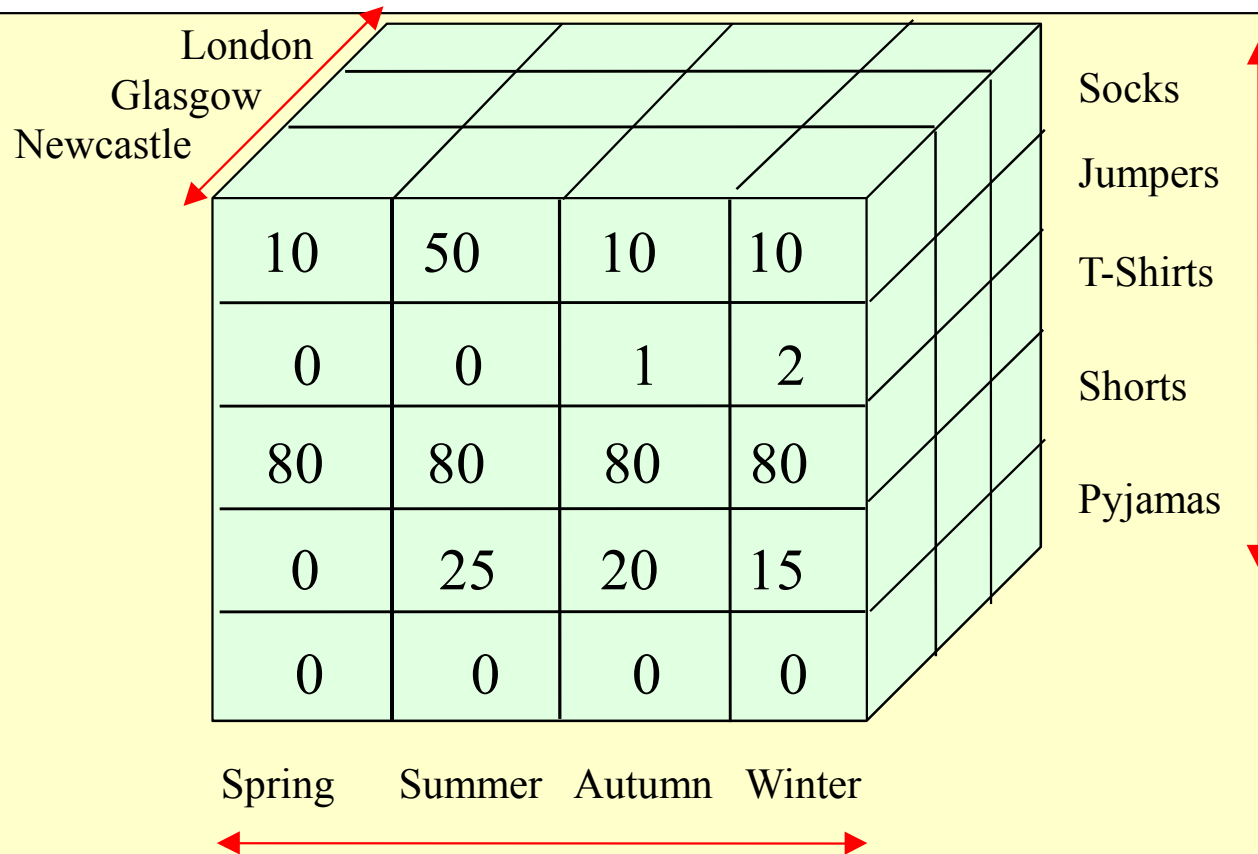 London
Glasgow
Newcastle
Socks
Jumpers
T-Shirts
Shorts
Pyjamas
10 50 10 10
0 0 1 2
80 80 80 80
0 25 20 15
0 0 0 0
Spring Summer Autumn Winter